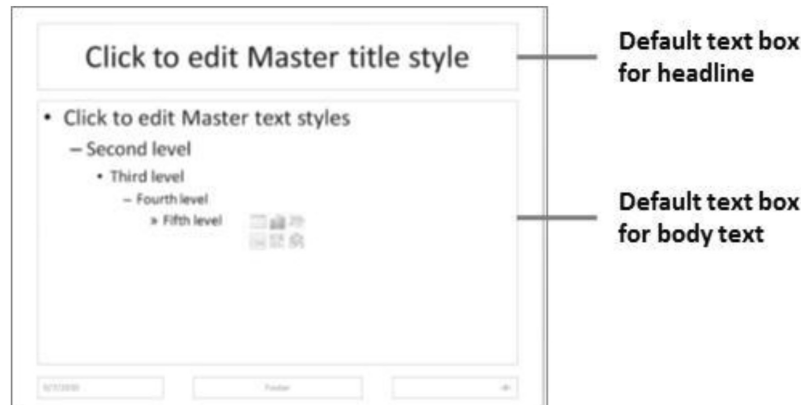 Click to edit Master title style
Default text box
for headline
• Click to edit Master text styles
– Second level
• Third level
– Fourth level
» Fifth level
Default text box
for body text
Footer